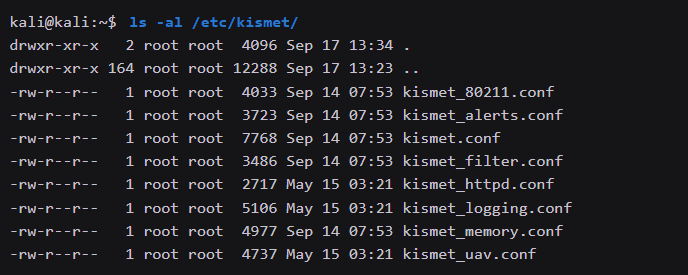 kali@kali:~$ ls -al /etc/kismet/
drwxr-xr-x   2 root root  4096 Sep 17 13:34 .
drwxr-xr-x 164 root root 12288 Sep 17 13:23 ..
-rw-r--r--   1 root root  4033 Sep 14 07:53 kismet_80211.conf
-rw-r--r--   1 root root  3723 Sep 14 07:53 kismet_alerts.conf
-rw-r--r--   1 root root  7768 Sep 14 07:53 kismet.conf
-rw-r--r--   1 root root  3486 Sep 14 07:53 kismet_filter.conf
-rw-r--r--   1 root root  2717 May 15 03:21 kismet_httpd.conf
-rw-r--r--   1 root root  5106 May 15 03:21 kismet_logging.conf
-rw-r--r--   1 root root  4977 Sep 14 07:53 kismet_memory.conf
-rw-r--r--   1 root root  4737 May 15 03:21 kismet_uav.conf